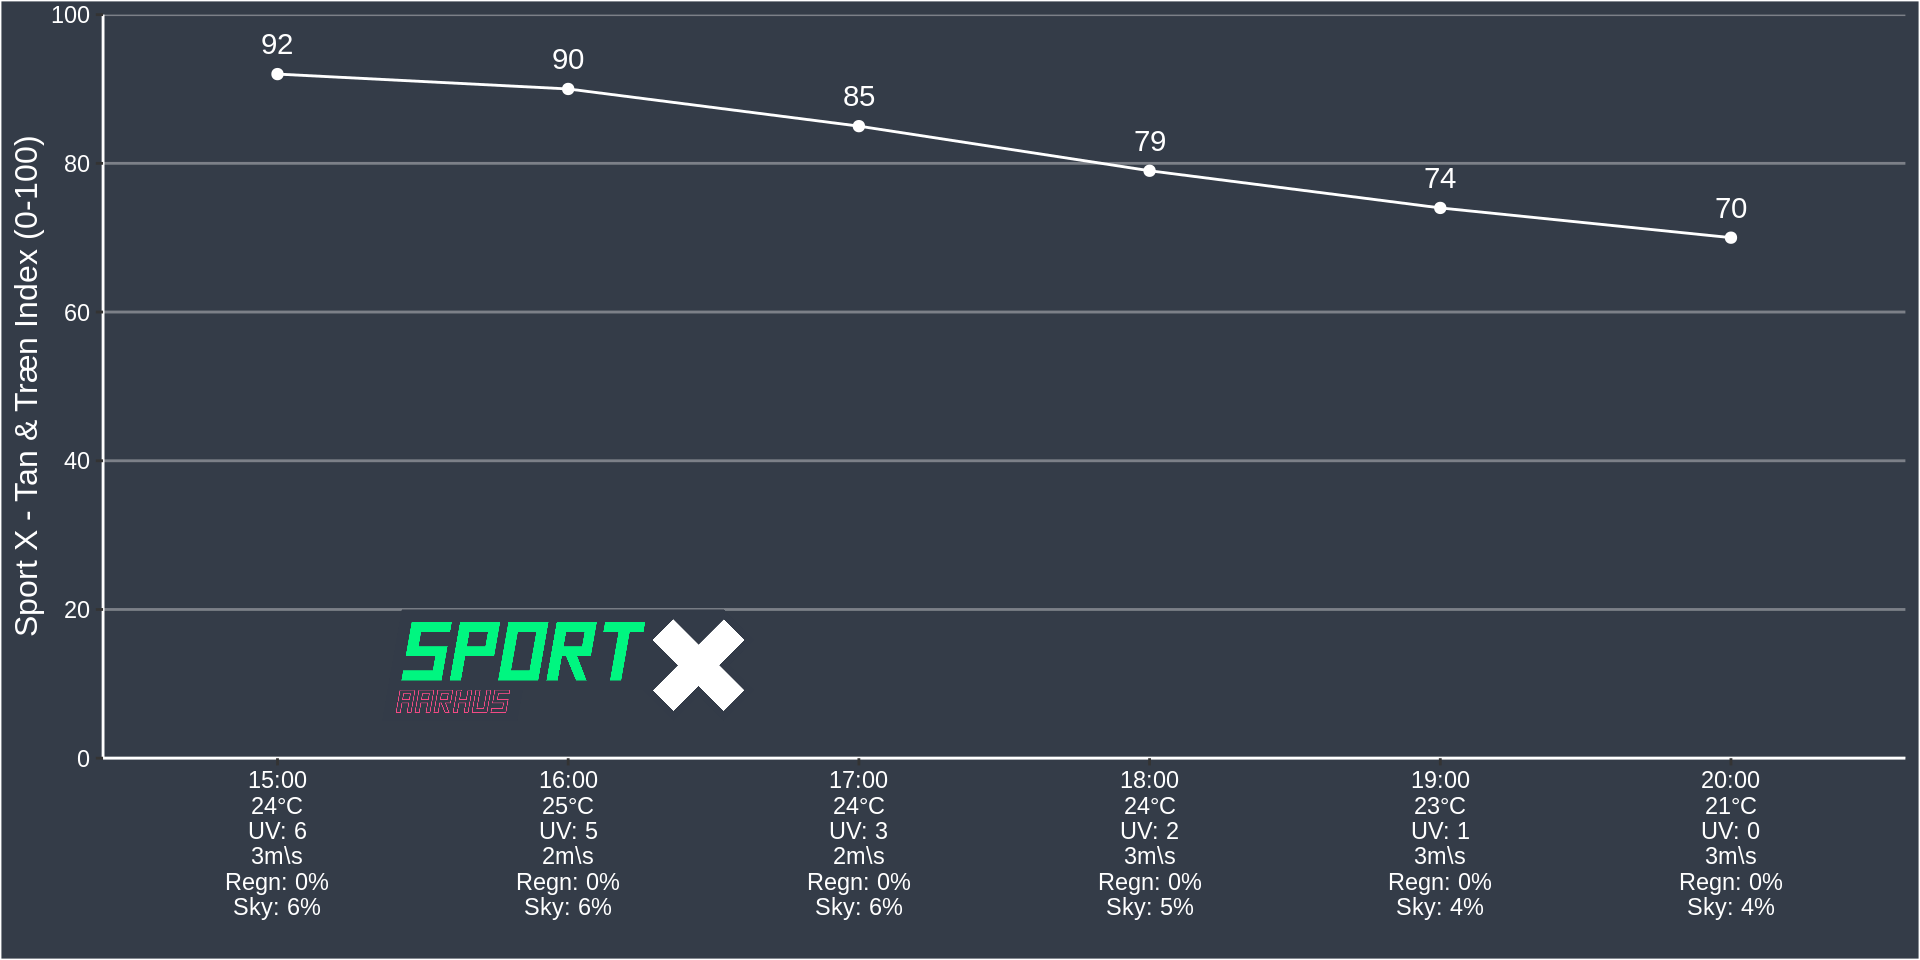 Sport X - Tan & Træn Index (0-100)
100
80
60
40
20
0
92
90
85
79
74
70
SPORT X
AARHUS
15:00
24°C
UV: 6
3m\s
Regn: 0%
Sky: 6%
16:00
25°C
UV: 5
2m\s
Regn: 0%
Sky: 6%
17:00
24°C
UV: 3
2m\s
Regn: 0%
Sky: 6%
18:00
24°C
UV: 2
3m\s
Regn: 0%
Sky: 5%
19:00
23°C
UV: 1
3m\s
Regn: 0%
Sky: 4%
20:00
21°C
UV: 0
3m\s
Regn: 0%
Sky: 4%